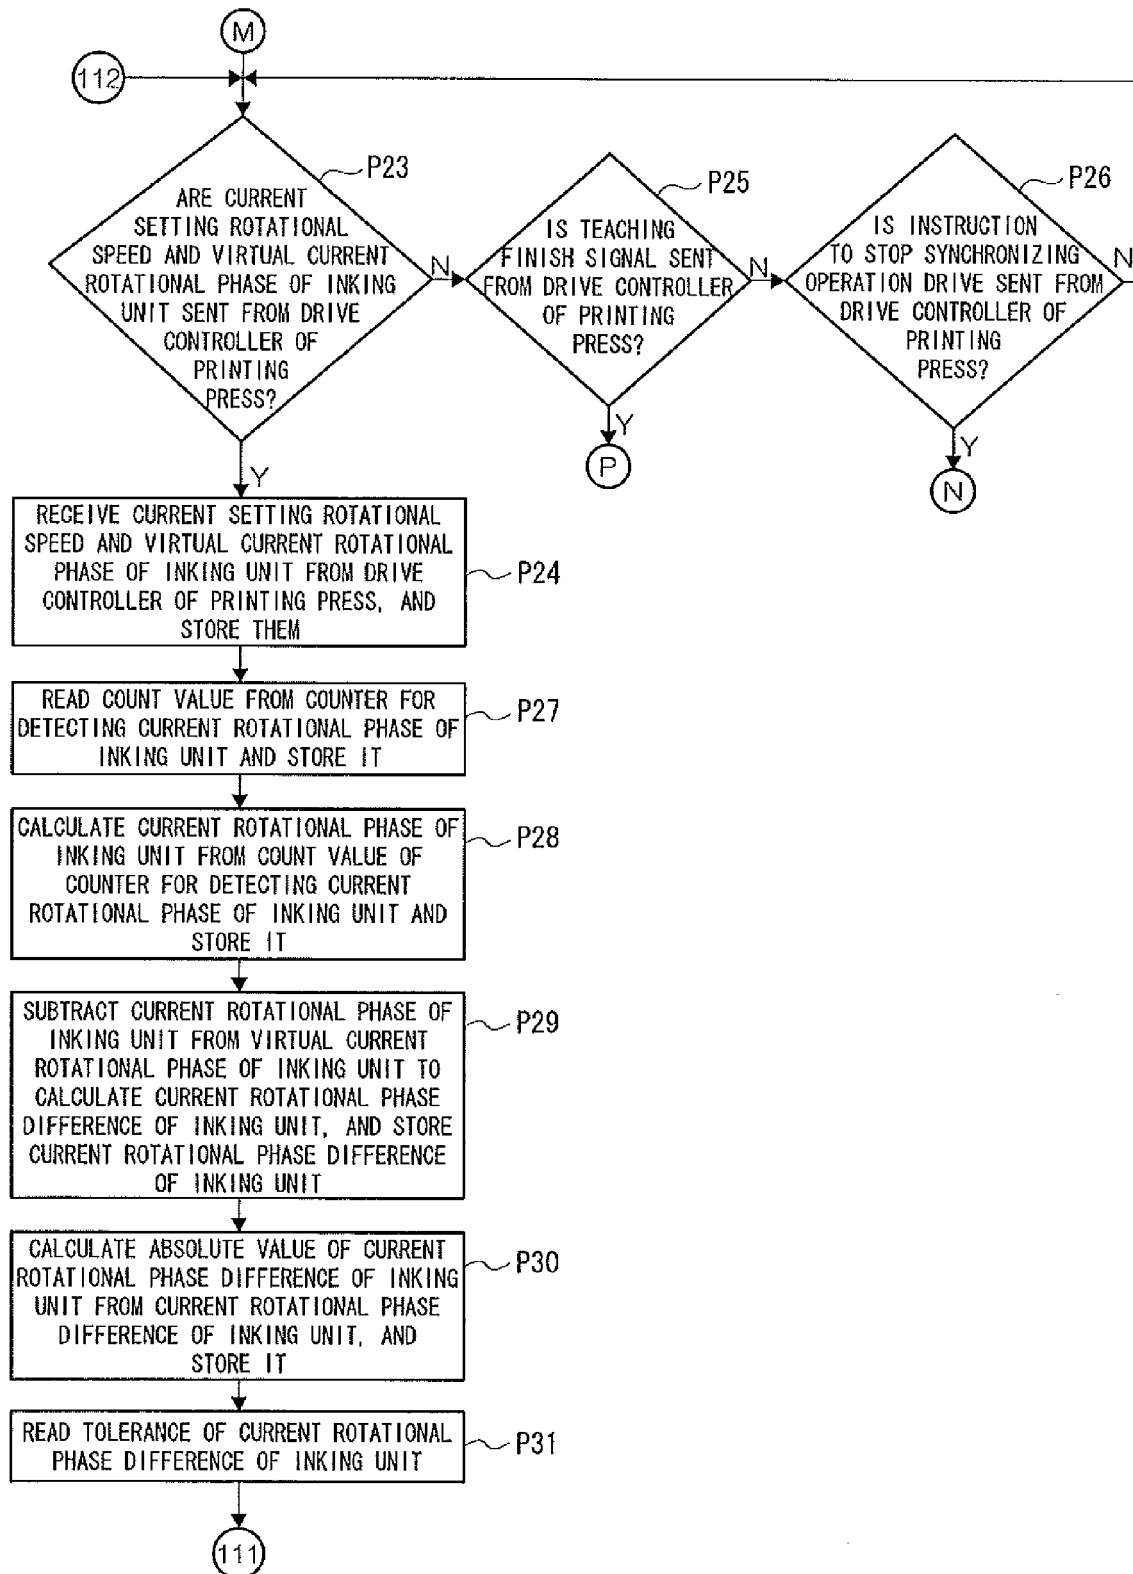 M
112
P23
ARE CURRENT
SETTING ROTATIONAL
SPEED AND VIRTUAL CURRENT
ROTATIONAL PHASE OF INKING
UNIT SENT FROM DRIVE
CONTROLLER OF
PRINTING
PRESS?
N
Y
P25
IS TEACHING
FINISH SIGNAL SENT
FROM DRIVE CONTROLLER
OF PRINTING
PRESS?
N
Y
P
P26
IS INSTRUCTION
TO STOP SYNCHRONIZING
OPERATION DRIVE SENT FROM
DRIVE CONTROLLER OF
PRINTING
PRESS?
N
Y
N
RECEIVE CURRENT SETTING ROTATIONAL
SPEED AND VIRTUAL CURRENT ROTATIONAL
PHASE OF INKING UNIT FROM DRIVE
CONTROLLER OF PRINTING PRESS, AND
STORE THEM
P24
READ COUNT VALUE FROM COUNTER FOR
DETECTING CURRENT ROTATIONAL PHASE OF
INKING UNIT AND STORE IT
P27
CALCULATE CURRENT ROTATIONAL PHASE OF
INKING UNIT FROM COUNT VALUE OF
COUNTER FOR DETECTING CURRENT
ROTATIONAL PHASE OF INKING UNIT AND
STORE IT
P28
SUBTRACT CURRENT ROTATIONAL PHASE OF
INKING UNIT FROM VIRTUAL CURRENT
ROTATIONAL PHASE OF INKING UNIT TO
CALCULATE CURRENT ROTATIONAL PHASE
DIFFERENCE OF INKING UNIT, AND STORE
CURRENT ROTATIONAL PHASE DIFFERENCE
OF INKING UNIT
P29
CALCULATE ABSOLUTE VALUE OF CURRENT
ROTATIONAL PHASE DIFFERENCE OF INKING
UNIT FROM CURRENT ROTATIONAL PHASE
DIFFERENCE OF INKING UNIT, AND
STORE IT
P30
READ TOLERANCE OF CURRENT ROTATIONAL
PHASE DIFFERENCE OF INKING UNIT
P31
111